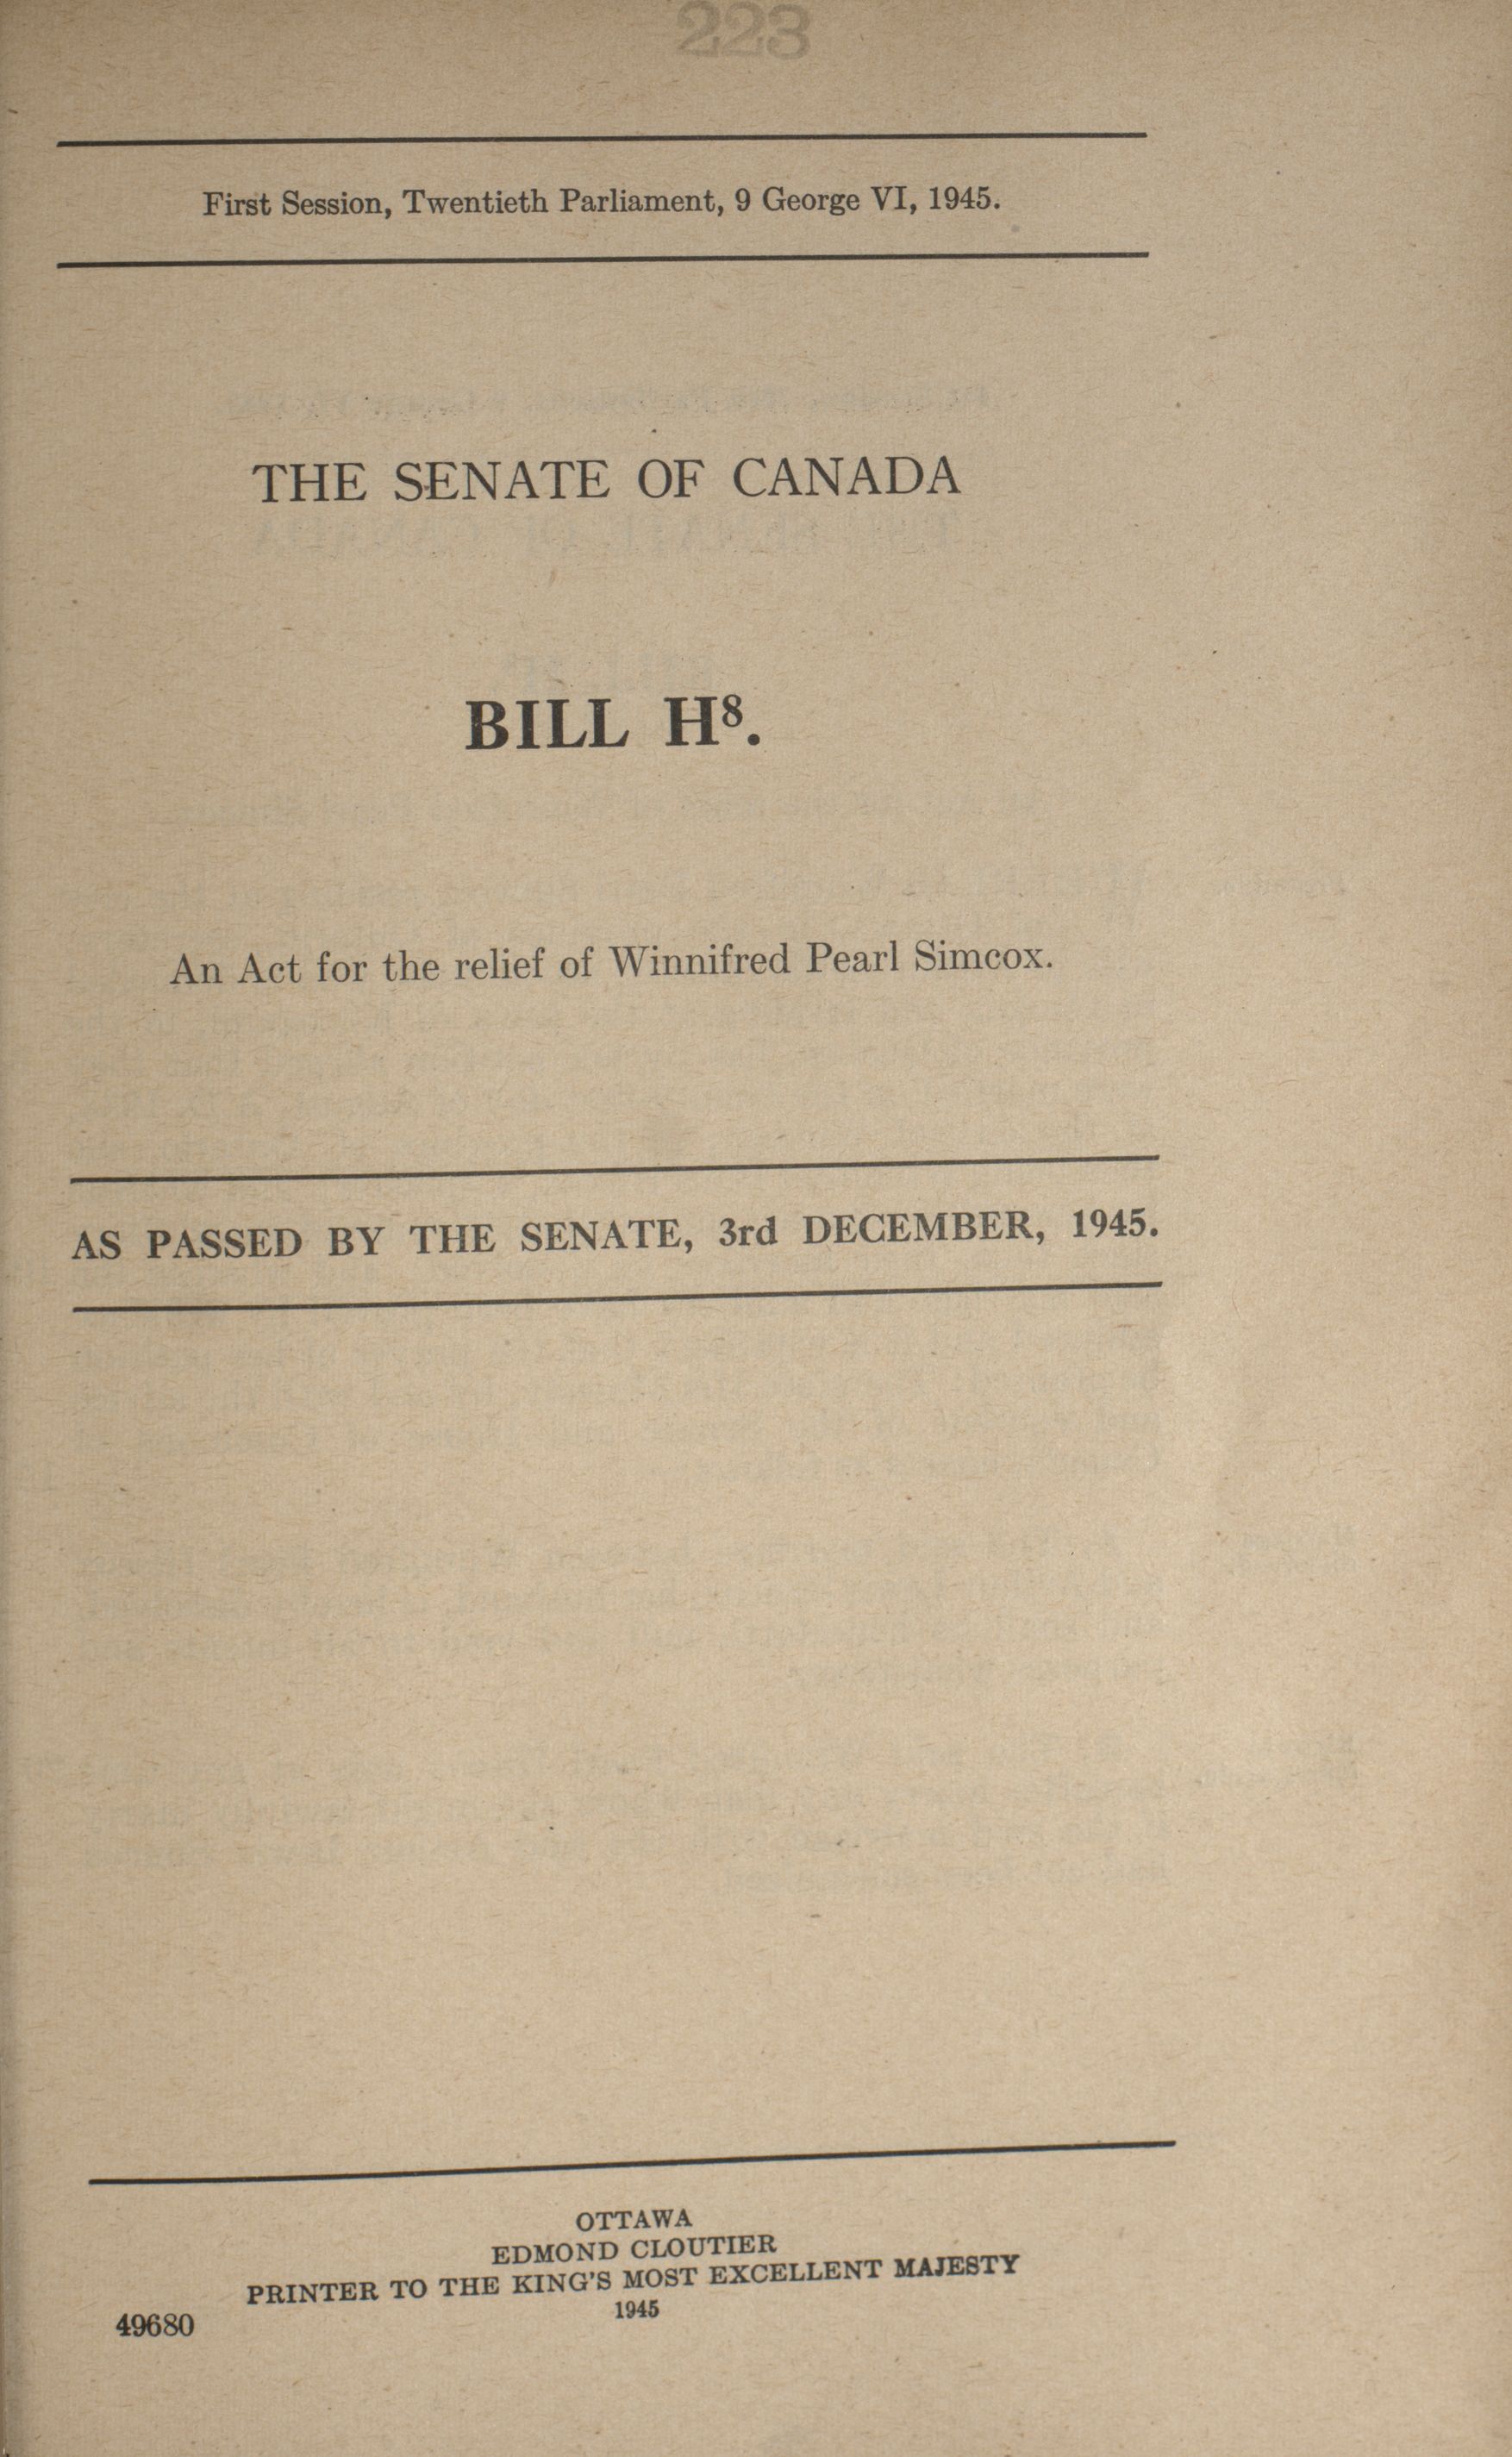 223
First Session, Twentieth Parliament, 9 George VI, 1945.
THE SENATE OF CANADA
BILL H⁸.
An Act for the relief of Winnifred Pearl Simcox.
AS PASSED BY THE SENATE, 3rd DECEMBER, 1945.
OTTAWA
EDMOND CLOUTIER
PRINTER TO THE KING'S MOST EXCELLENT MAJESTY
1945
49680